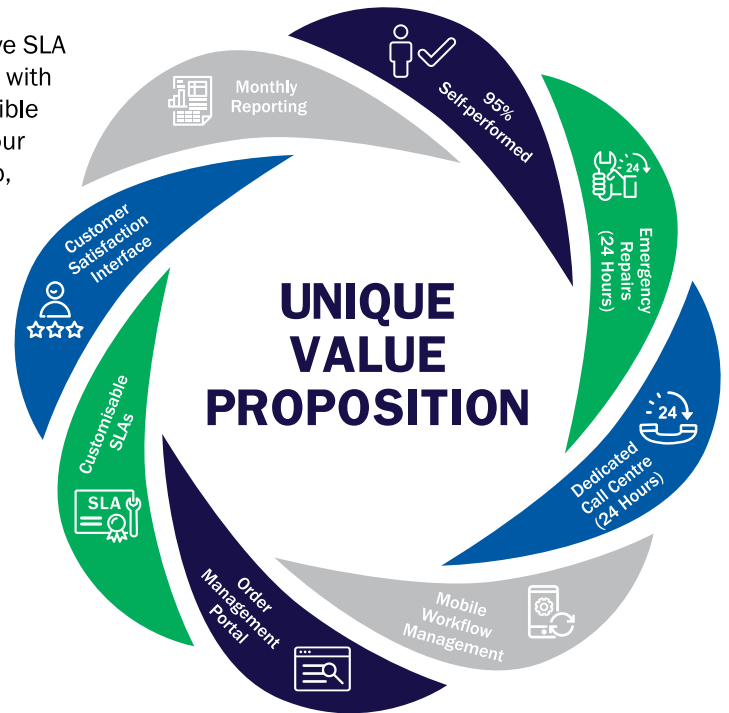 ve SLA
with
ible
our
o,
Monthly
Reporting
95%
Self-performed
24
Emergency
Repairs
(24 Hours)
24
Dedicated
Call Centre
(24 Hours)
Mobile
Workflow
Management
Order
Management
Portal
Customisable
SLAs
SLA
Customer
Satisfaction
Interface
UNIQUE
VALUE
PROPOSITION